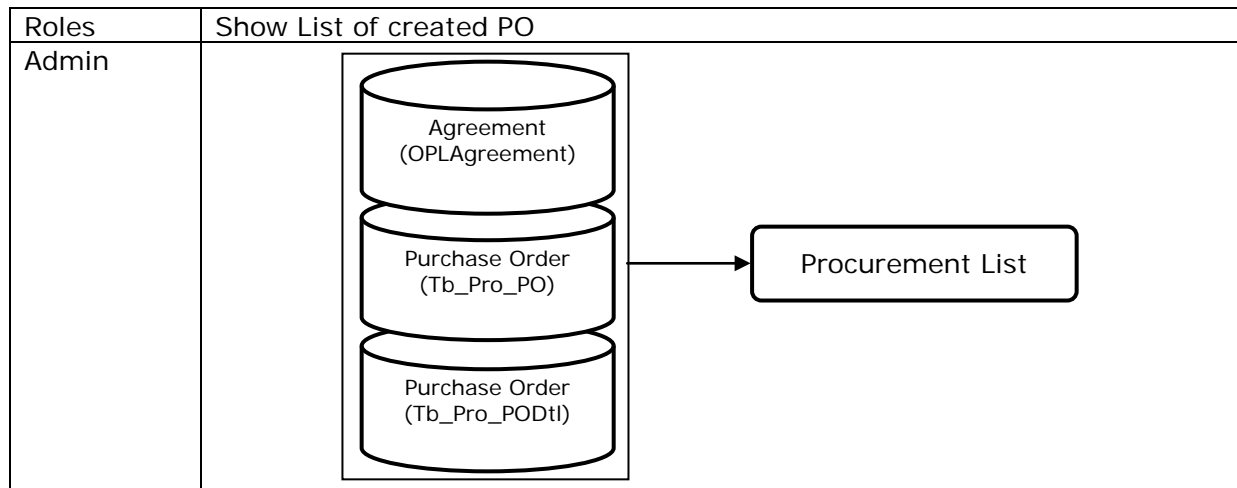 Roles
Show List of created PO
Admin
Agreement
(OPLAgreement)
Purchase Order
(Tb_Pro_PO)
Procurement List
Purchase Order
(Tb_Pro_PODtl)